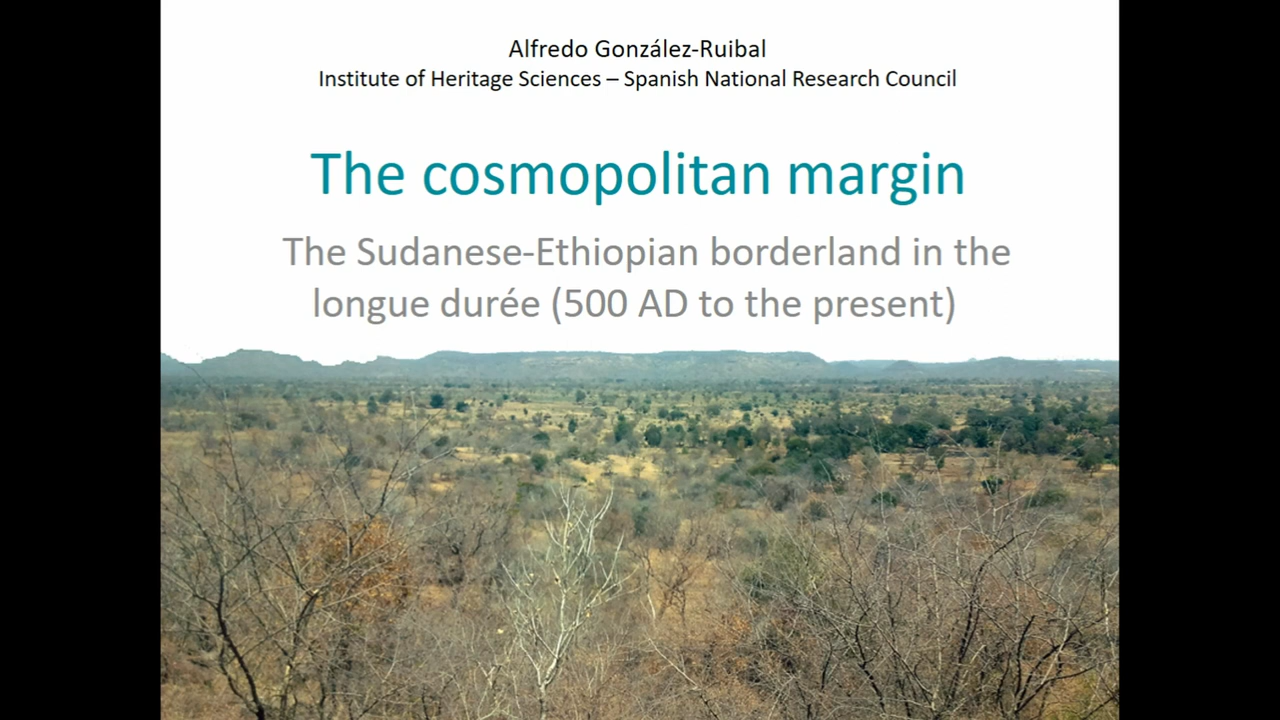 Alfredo González-Ruibal
Institute of Heritage Sciences – Spanish National Research Council
The cosmopolitan margin
The Sudanese-Ethiopian borderland in the
longue durée (500 AD to the present)